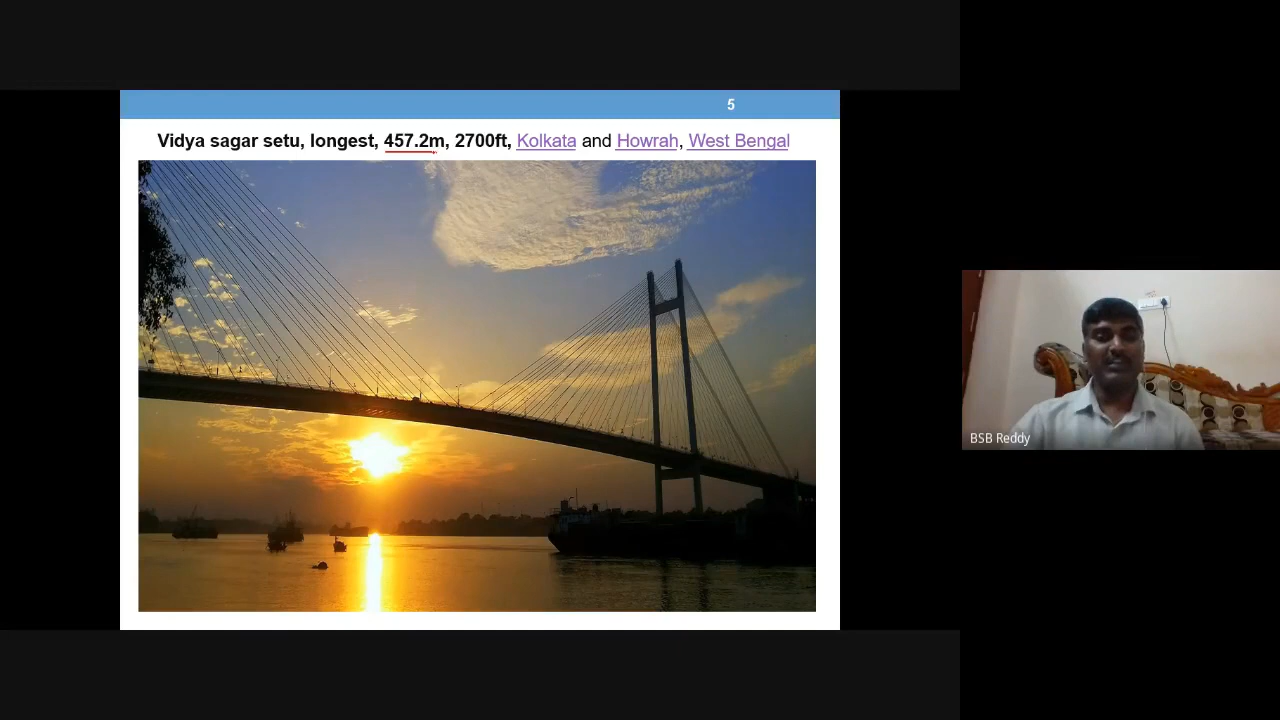 5
Vidya sagar setu, longest, 457.2m, 2700ft, Kolkata and Howrah, West Bengal
BSB Reddy